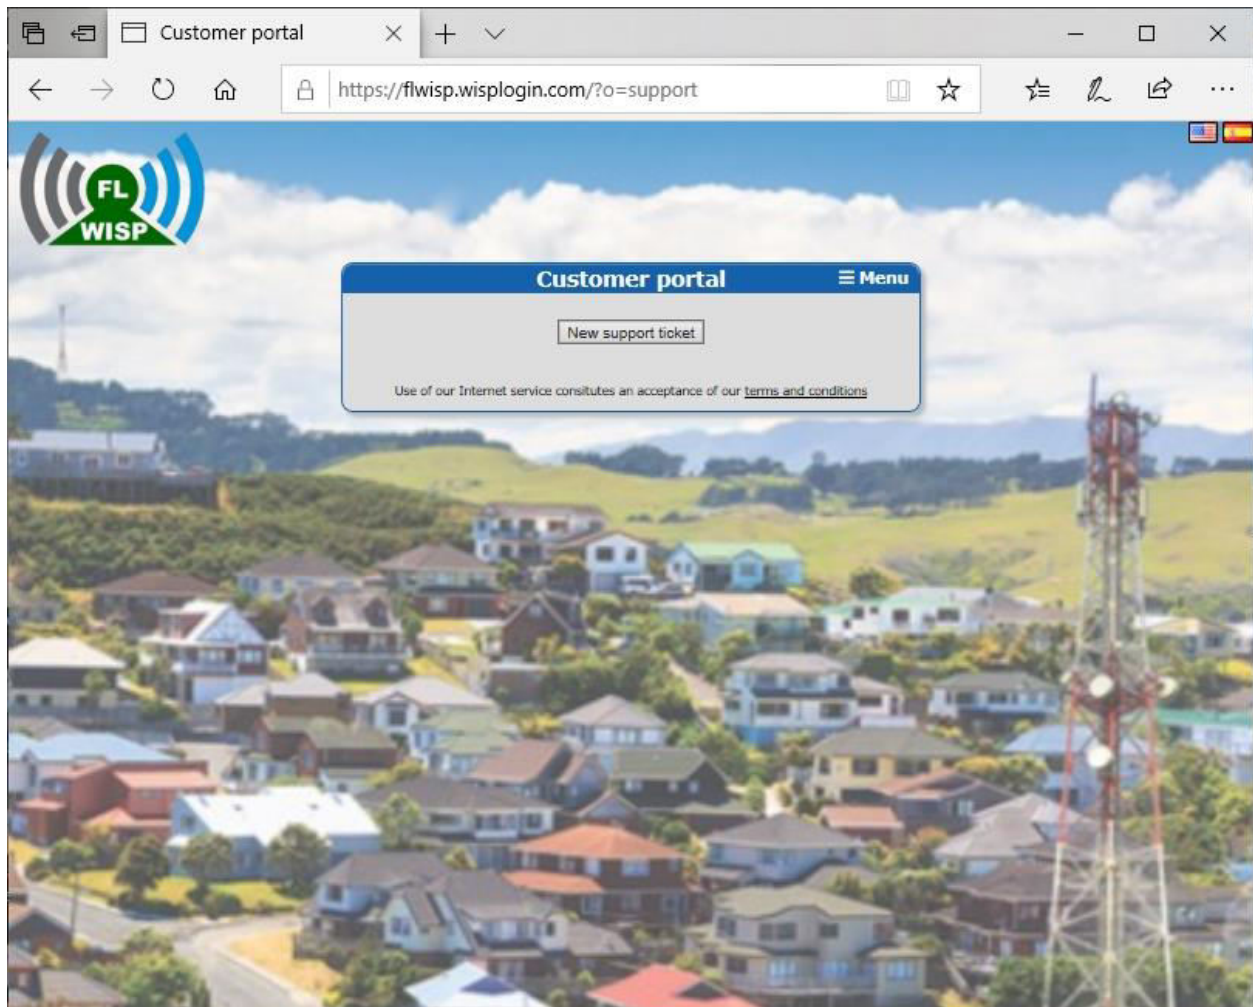 Customer portal
https://flwisp.wisplogin.com/?o=support
FL
WISP
Customer portal
Menu
New support ticket
Use of our Internet service consitutes an acceptance of our terms and conditions